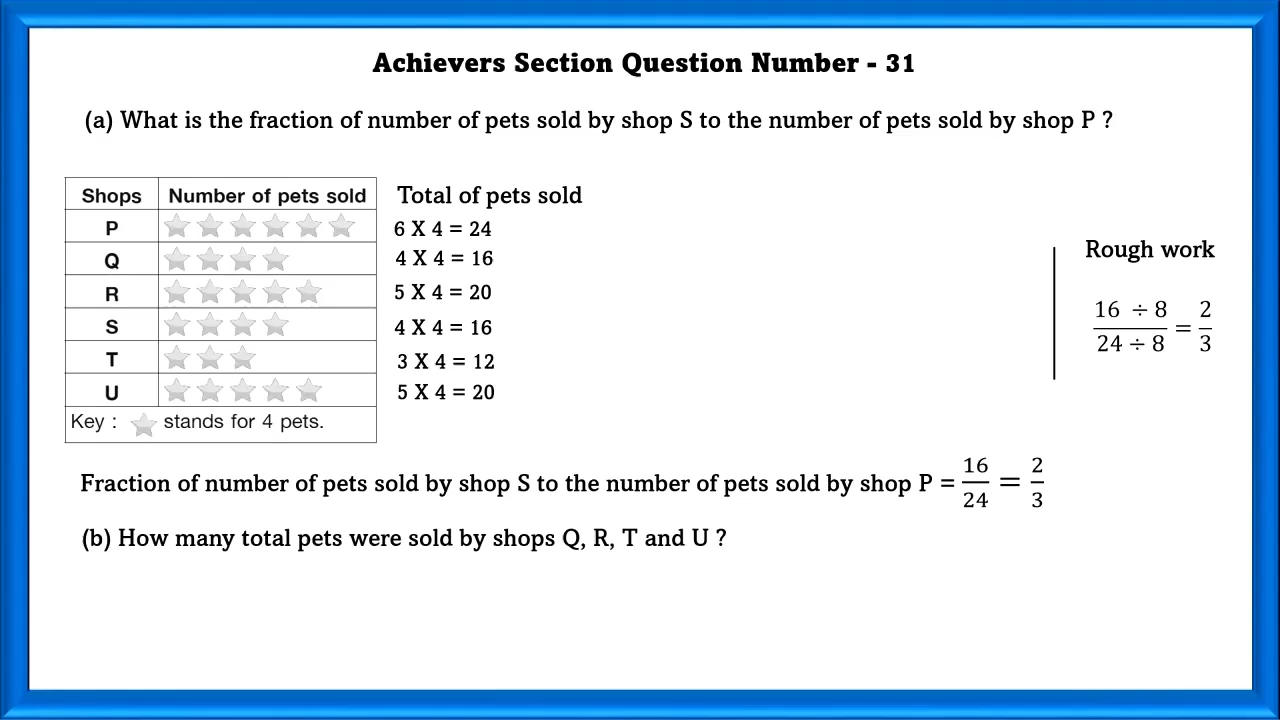 Achievers Section Question Number - 31
(a) What is the fraction of number of pets sold by shop S to the number of pets sold by shop P ?
Shops Number of pets sold Total of pets sold
P 6 X 4 = 24
Q 4 X 4 = 16
R 5 X 4 = 20
S 4 X 4 = 16
T 3 X 4 = 12
U 5 X 4 = 20
Key : stands for 4 pets.
Rough work
16 ÷ 8 / 24 ÷ 8 = 2/3
Fraction of number of pets sold by shop S to the number of pets sold by shop P = 16/24 = 2/3
(b) How many total pets were sold by shops Q, R, T and U ?